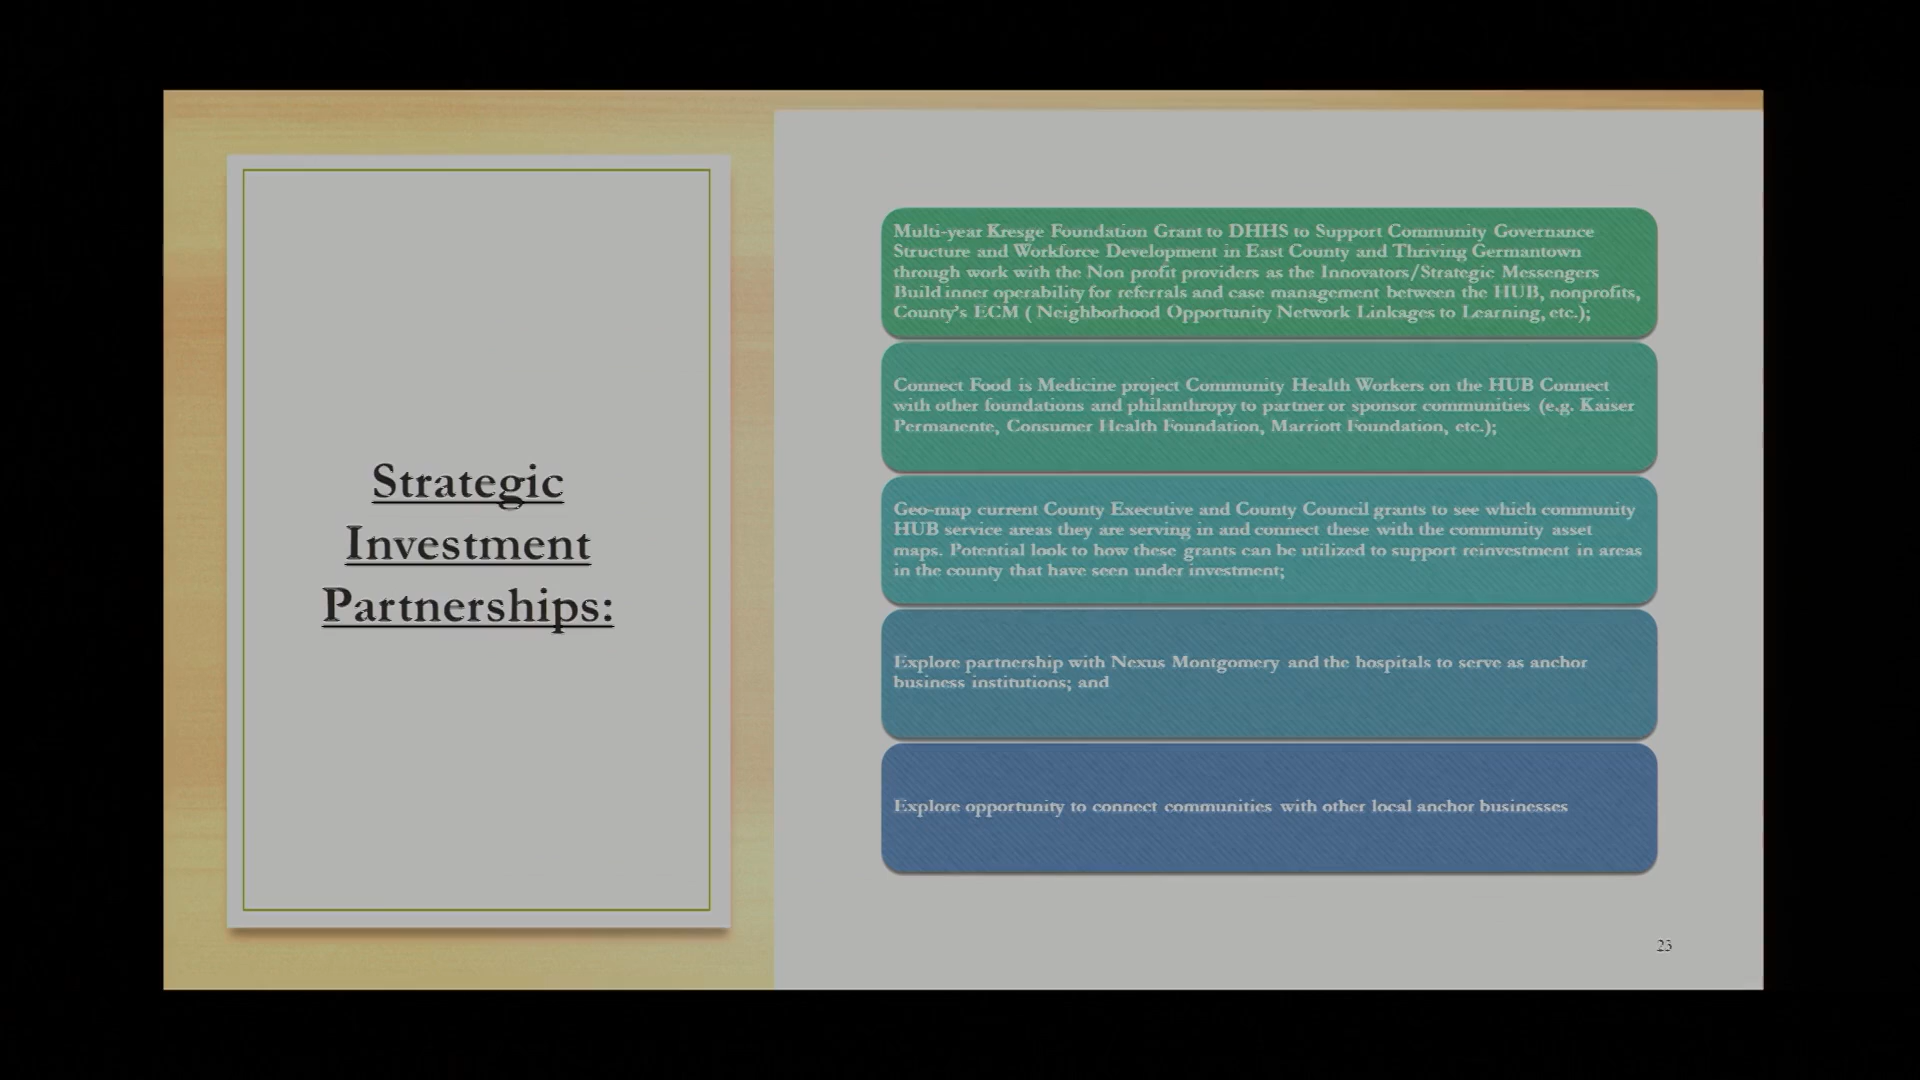 Strategic
Investment
Partnerships:
Multi-year Kresge Foundation Grant to DHHS to Support Community Governance
Structure and Workforce Development in East County and Thriving Germantown
through work with the Non profit providers as the Innovators/Strategic Messengers
Build inner operability for referrals and case management between the HUB, nonprofits,
County's ECM ( Neighborhood Opportunity Network Linkages to Learning, etc.);
Connect Food is Medicine project Community Health Workers on the HUB Connect
with other foundations and philanthropy to partner or sponsor communities (e.g. Kaiser
Permanente, Consumer Health Foundation, Marriott Foundation, etc.);
Geo-map current County Executive and County Council grants to see which community
HUB service areas they are serving in and connect these with the community asset
maps. Potential look to how these grants can be utilized to support reinvestment in areas
in the county that have seen under investment;
Explore partnership with Nexus Montgomery and the hospitals to serve as anchor
business institutions; and
Explore opportunity to connect communities with other local anchor businesses
23